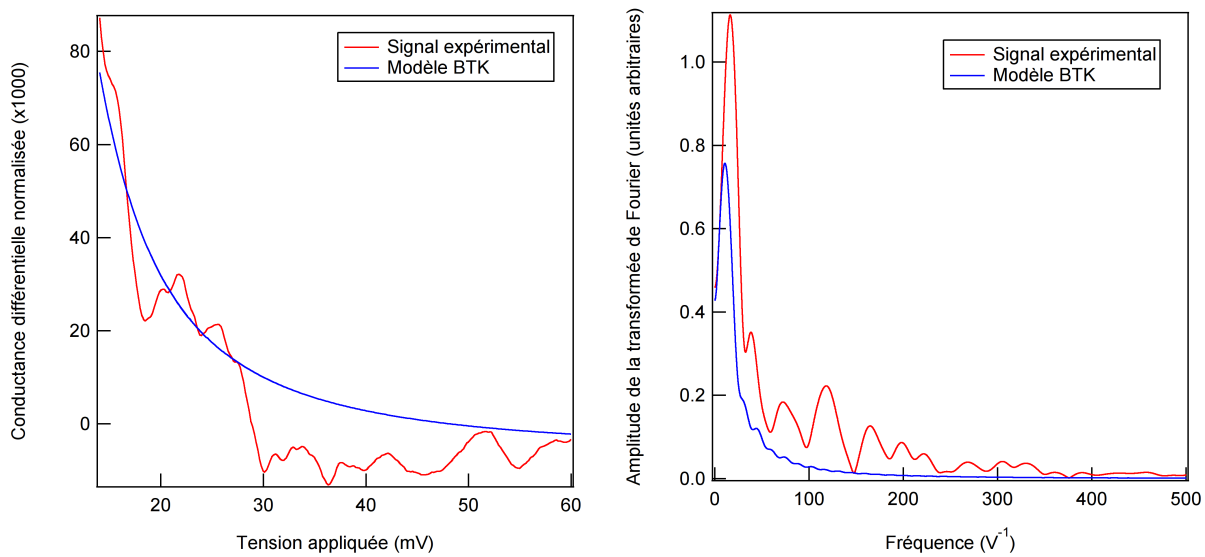 Conductance différentielle normalisée (x1000)
80
60
40
20
0
20
30
40
50
60
Tension appliquée (mV)
Signal expérimental
Modèle BTK
Amplitude de la transformée de Fourier (unités arbitraires)
1.0
0.8
0.6
0.4
0.2
0.0
0
100
200
300
400
500
Fréquence (V⁻¹)
Signal expérimental
Modèle BTK